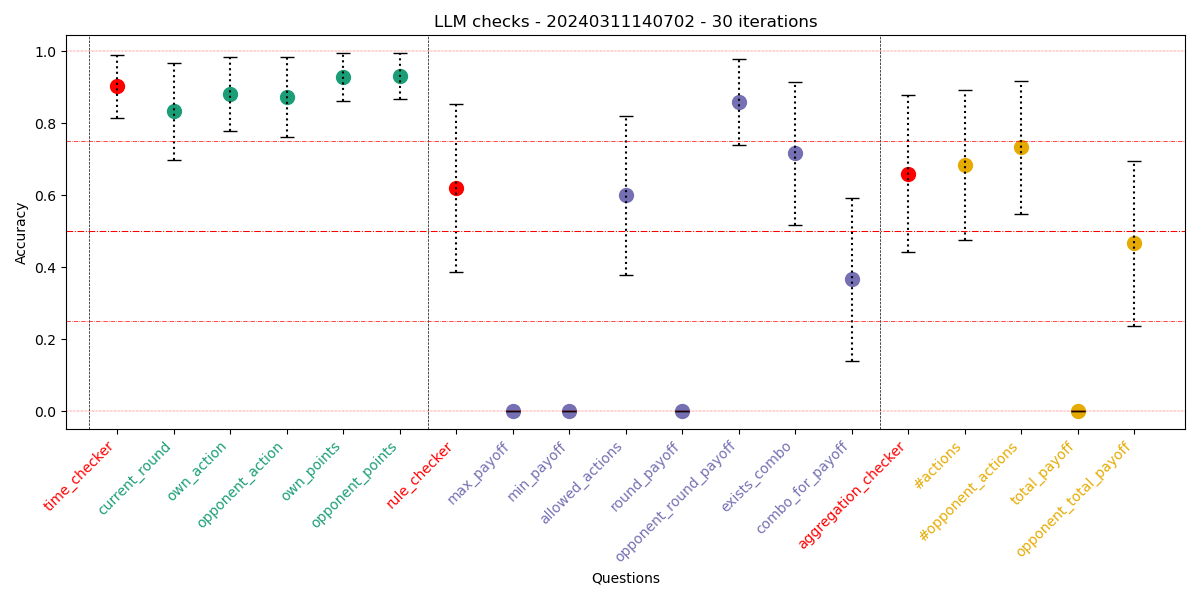 LLM checks - 20240311140702 - 30 iterations
Accuracy
1.0
0.8
0.6
0.4
0.2
0.0
time_checker
current_round
own_action
opponent_action
own_points
opponent_points
rule_checker
max_payoff
min_payoff
allowed_actions
round_payoff
opponent_round_payoff
exists_combo
combo_for_payoff
aggregation_checker
#actions
#opponent_actions
total_payoff
opponent_total_payoff
Questions